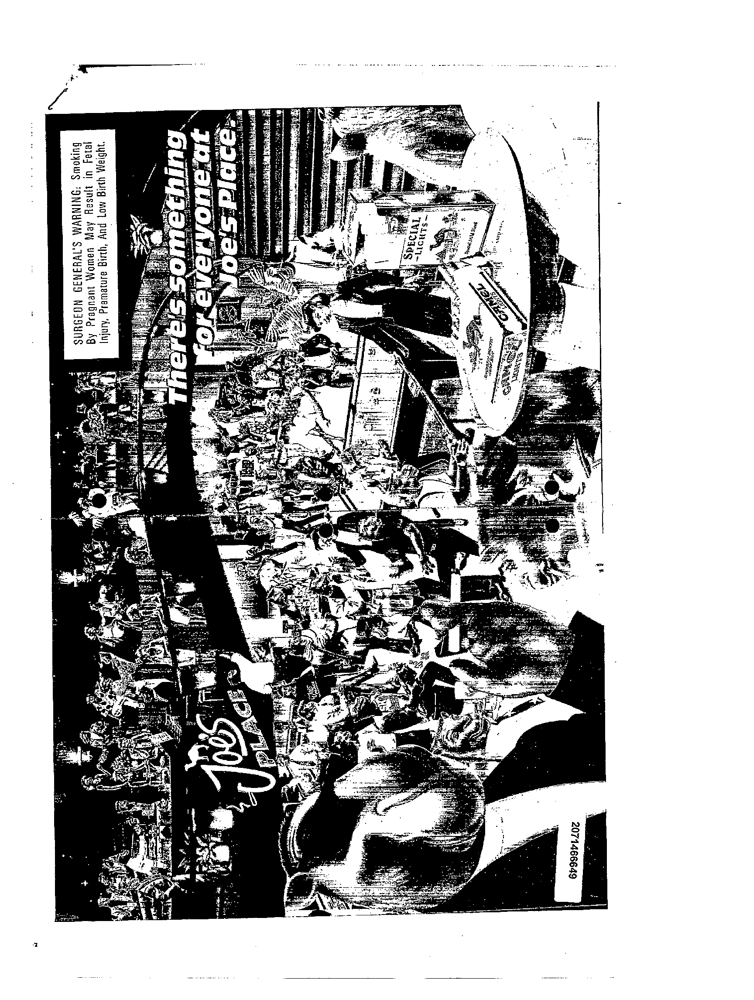 SURGEON GENERAL'S WARNING: Smoking
By Pregnant Women May Result in Fetal
Injury, Premature Birth, And Low Birth Weight.
There's something
for everyone at
Joe's Place.
Joe's
PLACE
SPECIAL
LIGHTS
CAMEL
2071466649